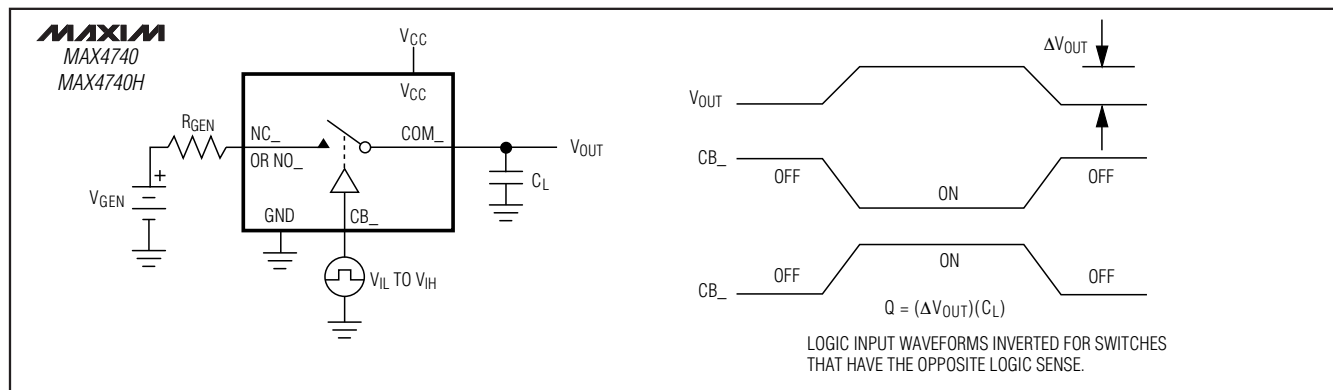 MAXIM
MAX4740
MAX4740H
VCC
VCC
RGEN
NC_
OR NO_
COM_
VOUT
CL
VGEN
+
GND
CB_
VIL TO VIH
ΔVOUT
VOUT
CB_
OFF
ON
OFF
CB_
OFF
ON
OFF
Q = (ΔVOUT)(CL)
LOGIC INPUT WAVEFORMS INVERTED FOR SWITCHES
THAT HAVE THE OPPOSITE LOGIC SENSE.